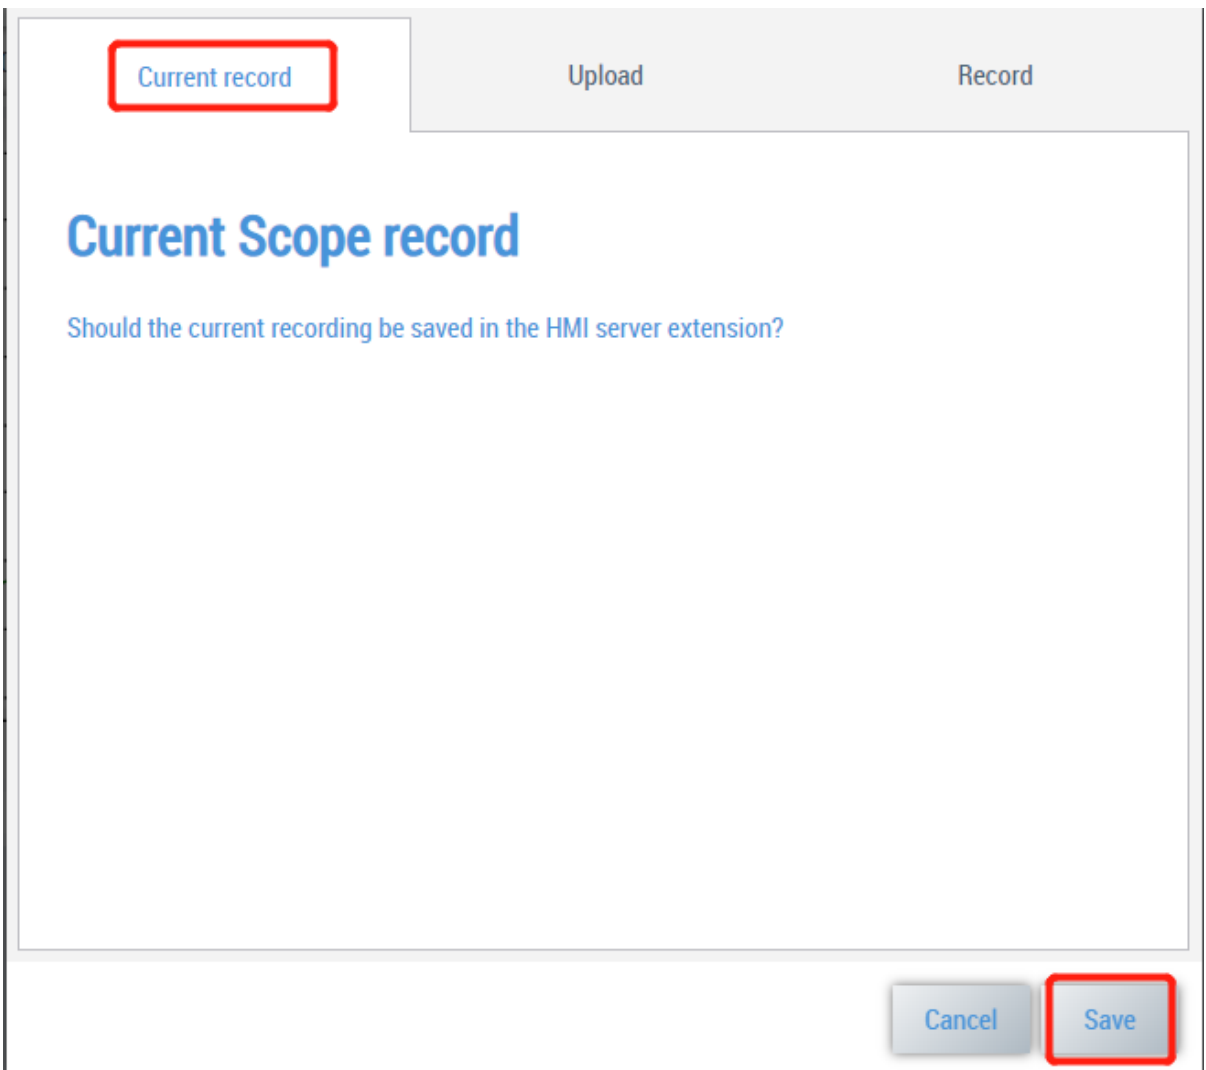 Current record
Upload
Record
Current Scope record
Should the current recording be saved in the HMI server extension?
Cancel
Save